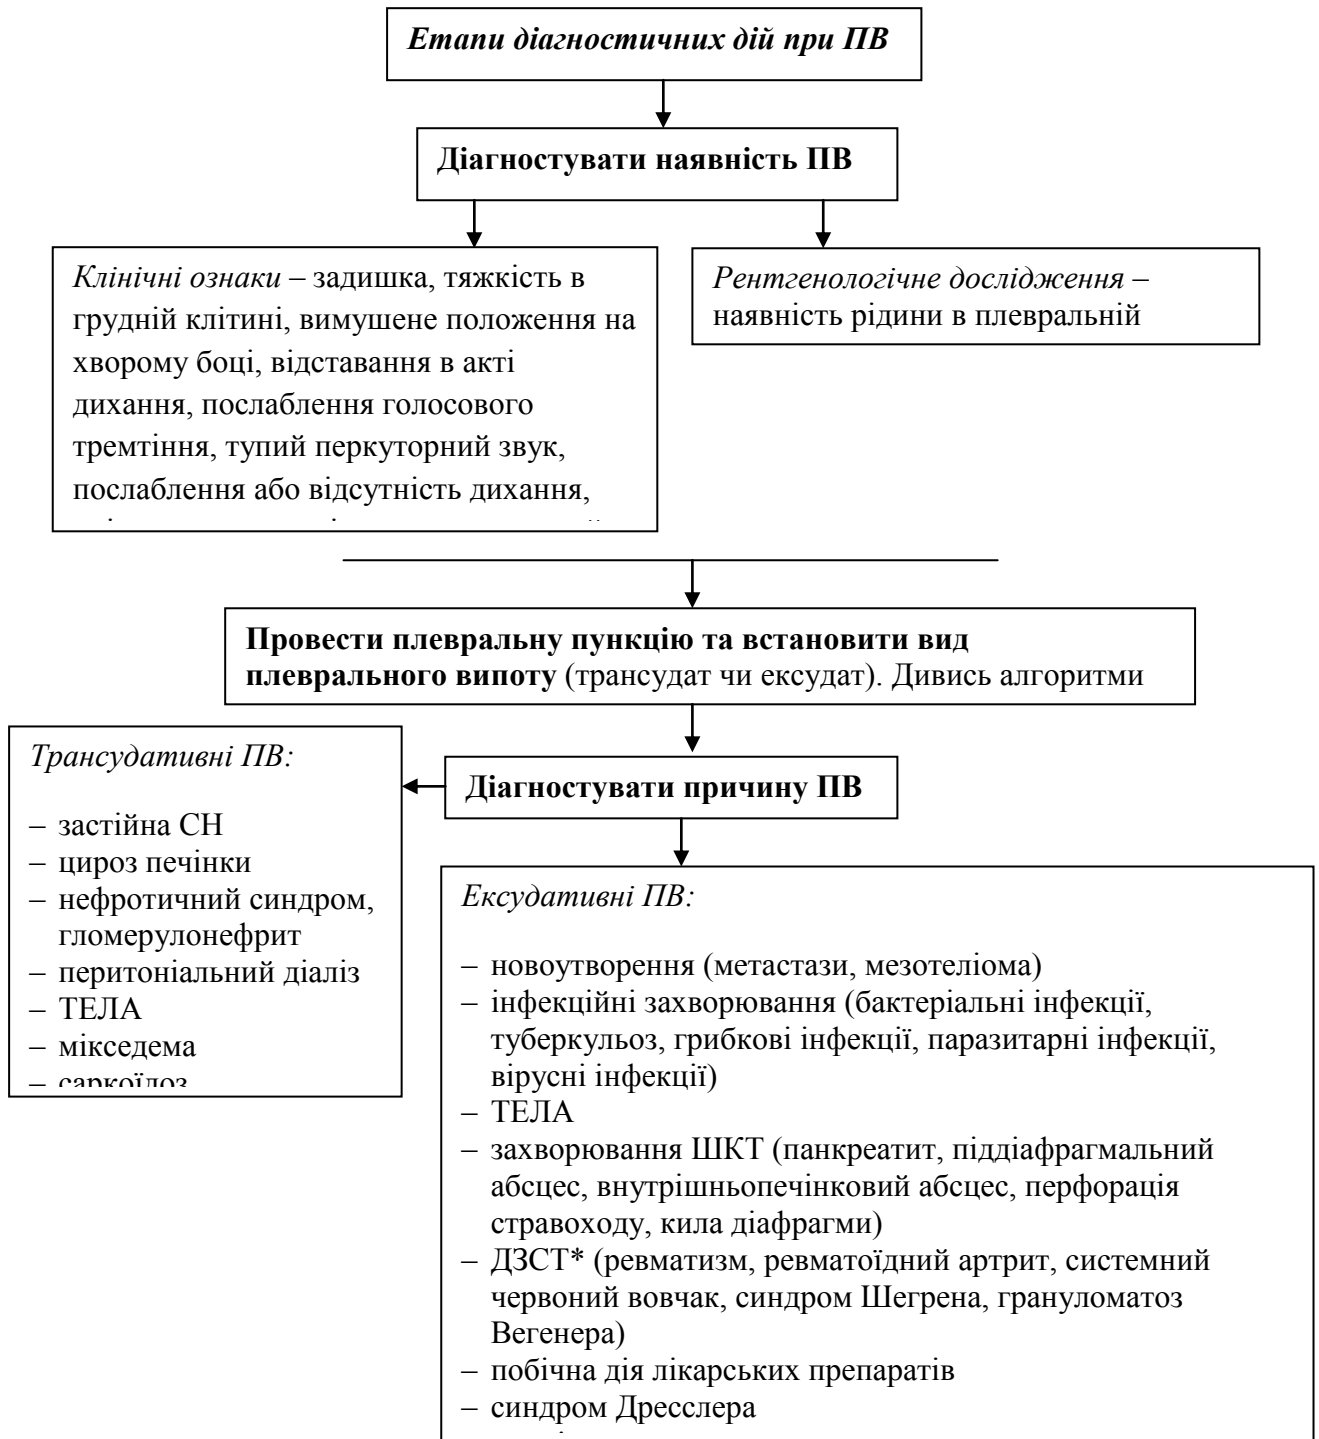 Етапи діагностичних дій при ПВ
Діагностувати наявність ПВ
Клінічні ознаки – задишка, тяжкість в
грудній клітині, вимушене положення на
хворому боці, відставання в акті
дихання, послаблення голосового
тремтіння, тупий перкуторний звук,
послаблення або відсутність дихання,
Рентгенологічне дослідження –
наявність рідини в плевральній
Провести плевральну пункцію та встановити вид
плеврального випоту (трансудат чи ексудат). Дивись алгоритми
Діагностувати причину ПВ
Трансудативні ПВ:
– застійна СН
– цироз печінки
– нефротичний синдром,
гломерулонефрит
– перитоніальний діаліз
– ТЕЛА
– мікседема
– саркоїдоз
Ексудативні ПВ:
– новоутворення (метастази, мезотеліома)
– інфекційні захворювання (бактеріальні інфекції,
туберкульоз, грибкові інфекції, паразитарні інфекції,
вірусні інфекції)
– ТЕЛА
– захворювання ШКТ (панкреатит, піддіафрагмальний
абсцес, внутрішньопечінковий абсцес, перфорація
стравоходу, кила діафрагми)
– ДЗСТ* (ревматизм, ревматоїдний артрит, системний
червоний вовчак, синдром Шегрена, грануломатоз
Вегенера)
– побічна дія лікарських препаратів
– синдром Дресслера